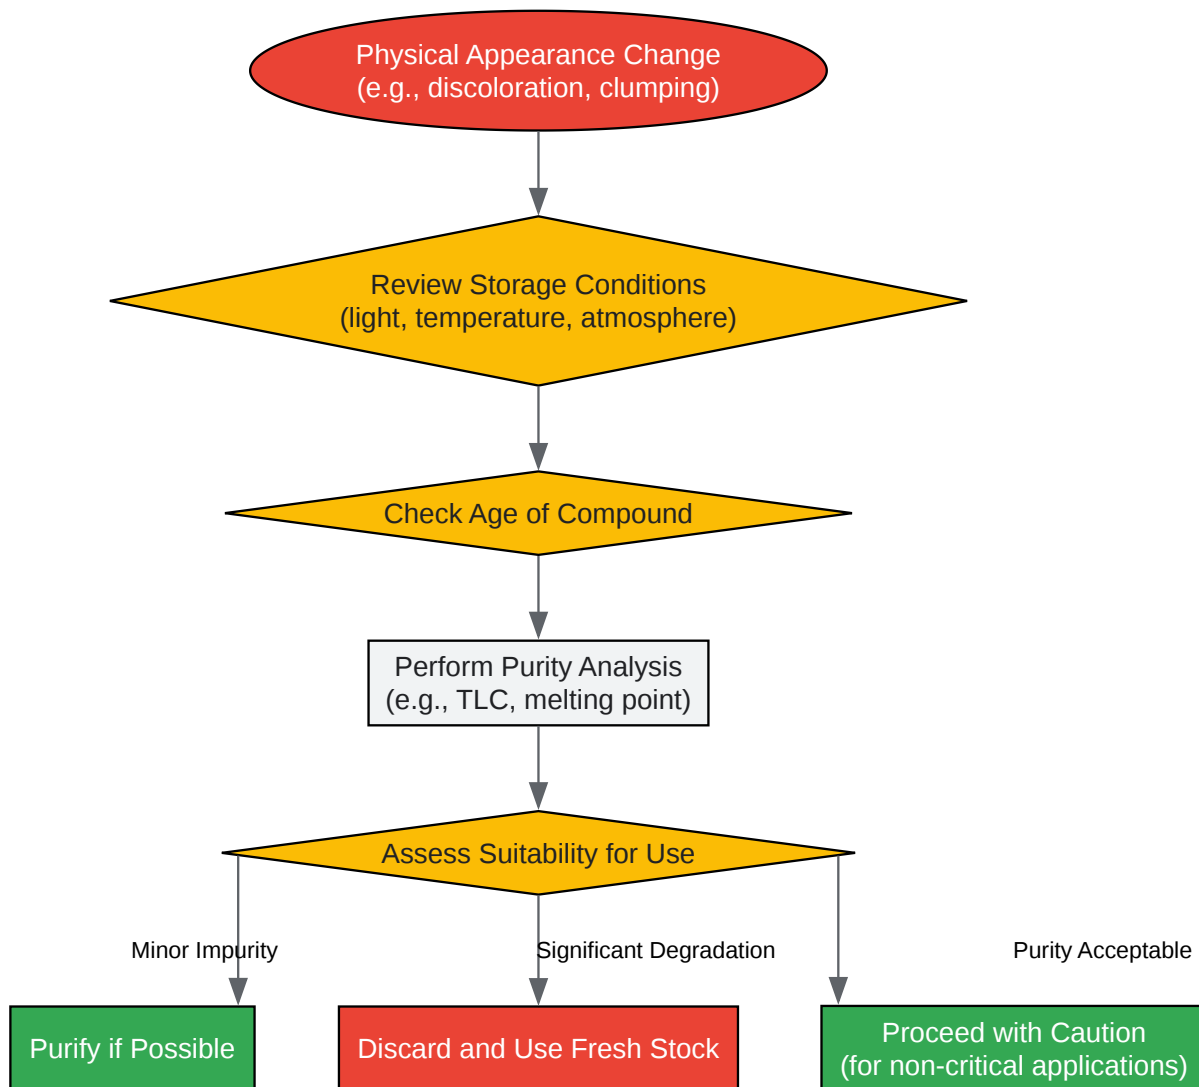 Physical Appearance Change
(e.g., discoloration, clumping)
Review Storage Conditions
(light, temperature, atmosphere)
Check Age of Compound
Perform Purity Analysis
(e.g., TLC, melting point)
Assess Suitability for Use
Minor Impurity
Significant Degradation
Purity Acceptable
Purify if Possible
Discard and Use Fresh Stock
Proceed with Caution
(for non-critical applications)